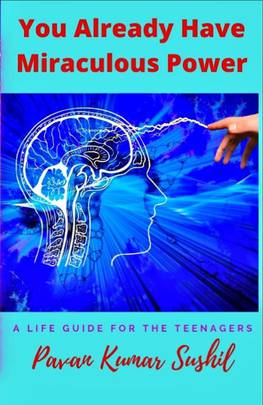 You Already Have
Miraculous Power
A LIFE GUIDE FOR THE TEENAGERS
Pavan Kumar Sushil